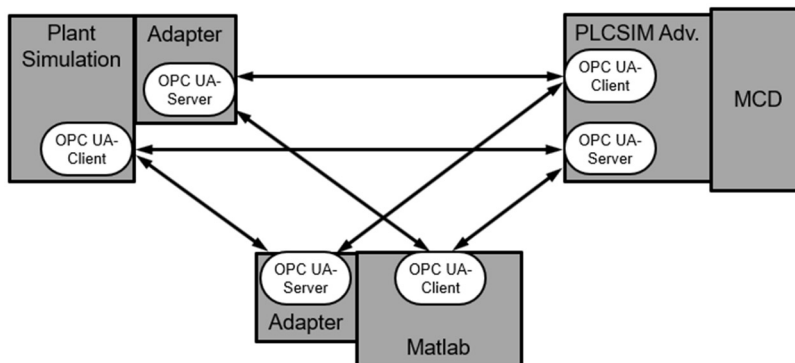 Plant
Simulation
Adapter
OPC UA-
Server
OPC UA-
Client
PLCSIM Adv.
OPC UA-
Client
OPC UA-
Server
MCD
OPC UA-
Server
Adapter
OPC UA-
Client
Matlab